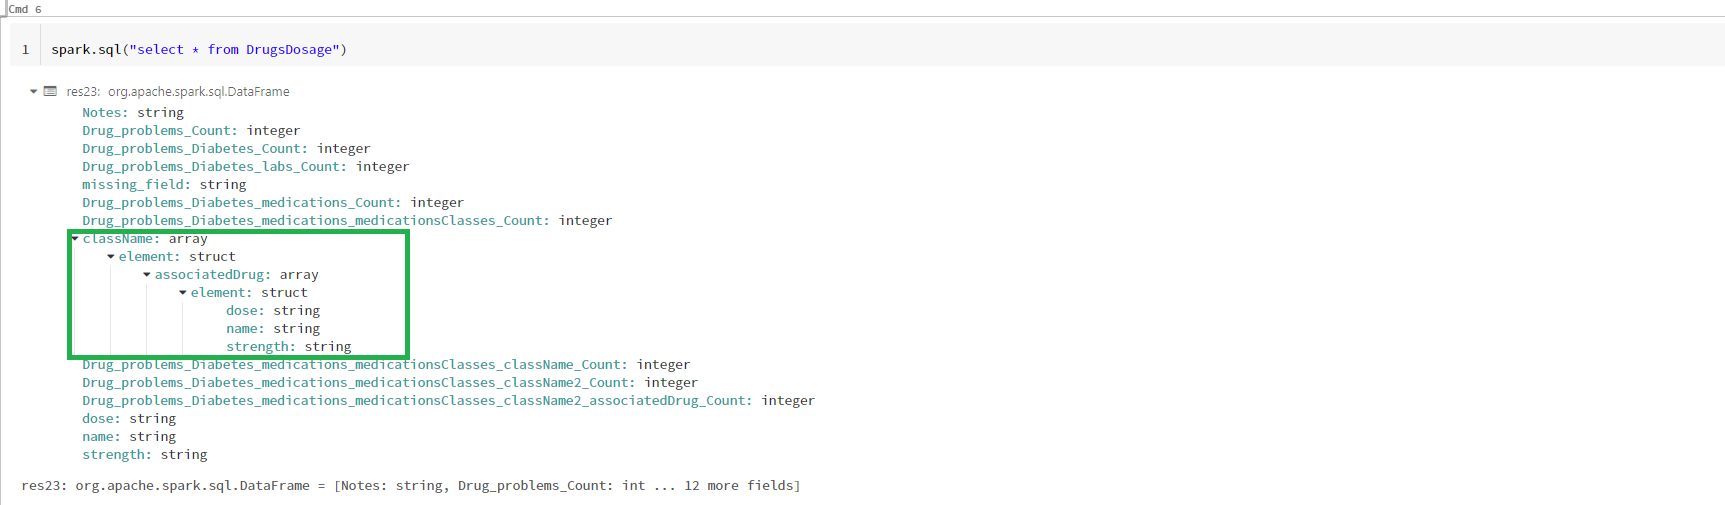 Cmd 6
1 spark.sql("select * from DrugsDosage")
res23: org.apache.spark.sql.DataFrame
Notes: string
Drug_problems_Count: integer
Drug_problems_Diabetes_Count: integer
Drug_problems_Diabetes_labs_Count: integer
missing_field: string
Drug_problems_Diabetes_medications_Count: integer
Drug_problems_Diabetes_medications_medicationsClasses_Count: integer
className: array
element: struct
associatedDrug: array
element: struct
dose: string
name: string
strength: string
Drug_problems_Diabetes_medications_medicationsClasses_className_Count: integer
Drug_problems_Diabetes_medications_medicationsClasses_className2_Count: integer
Drug_problems_Diabetes_medications_medicationsClasses_className2_associatedDrug_Count: integer
dose: string
name: string
strength: string
res23: org.apache.spark.sql.DataFrame = [Notes: string, Drug_problems_Count: int ... 12 more fields]